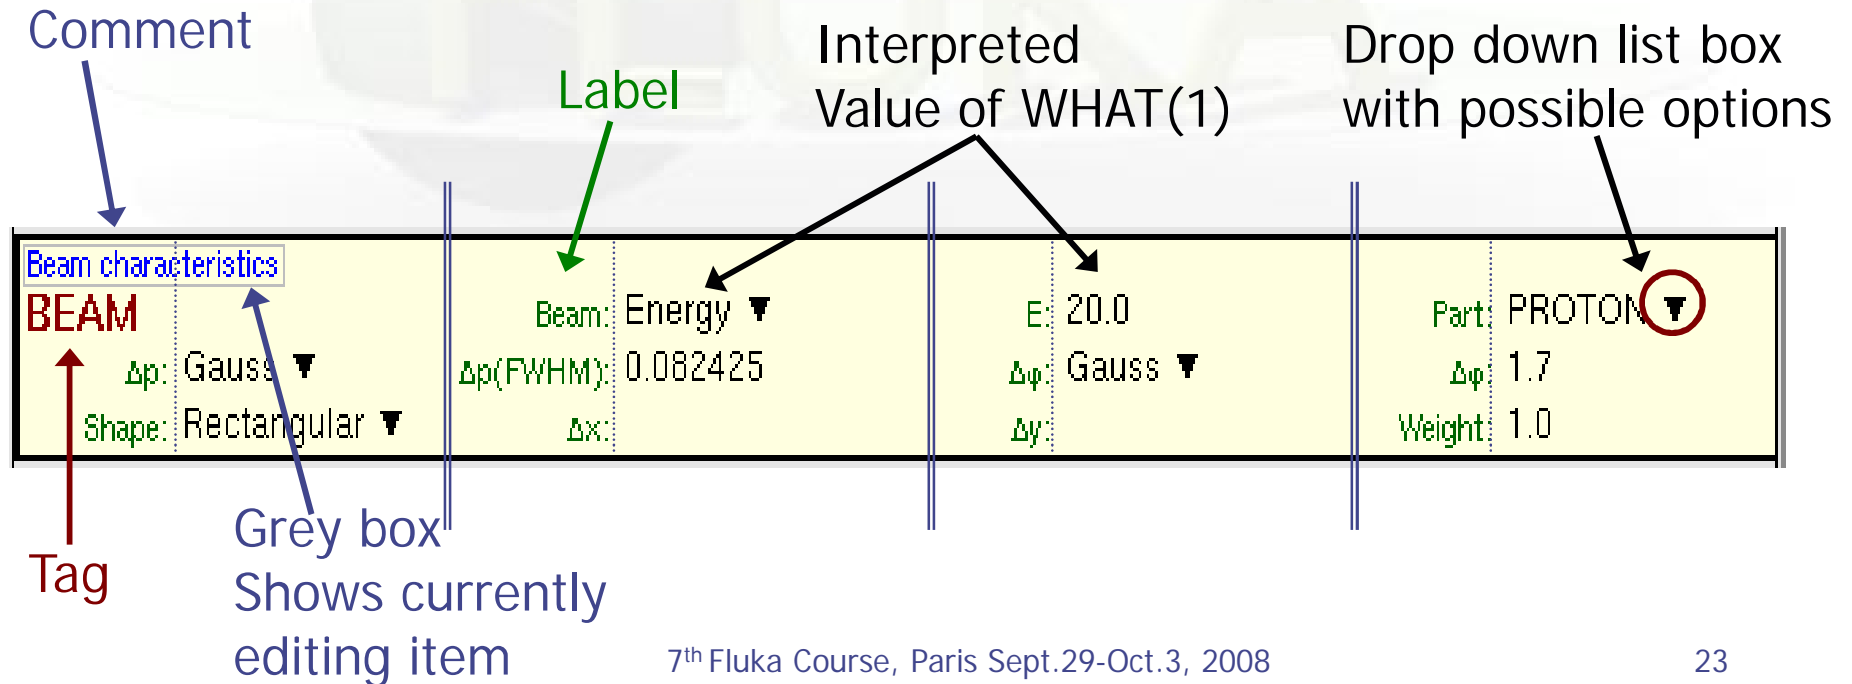 Comment
Label
Interpreted
Value of WHAT(1)
Drop down list box
with possible options
Beam characteristics
BEAM Beam: Energy ▼ E: 20.0 Part: PROTON ▼
Δp: Gauss ▼ Δp(FWHM): 0.082425 Δφ: Gauss ▼ Δφ: 1.7
Shape: Rectangular ▼ Δx: Δy: Weight: 1.0
Tag
Grey box
Shows currently
editing item
7th Fluka Course, Paris Sept.29-Oct.3, 2008 23